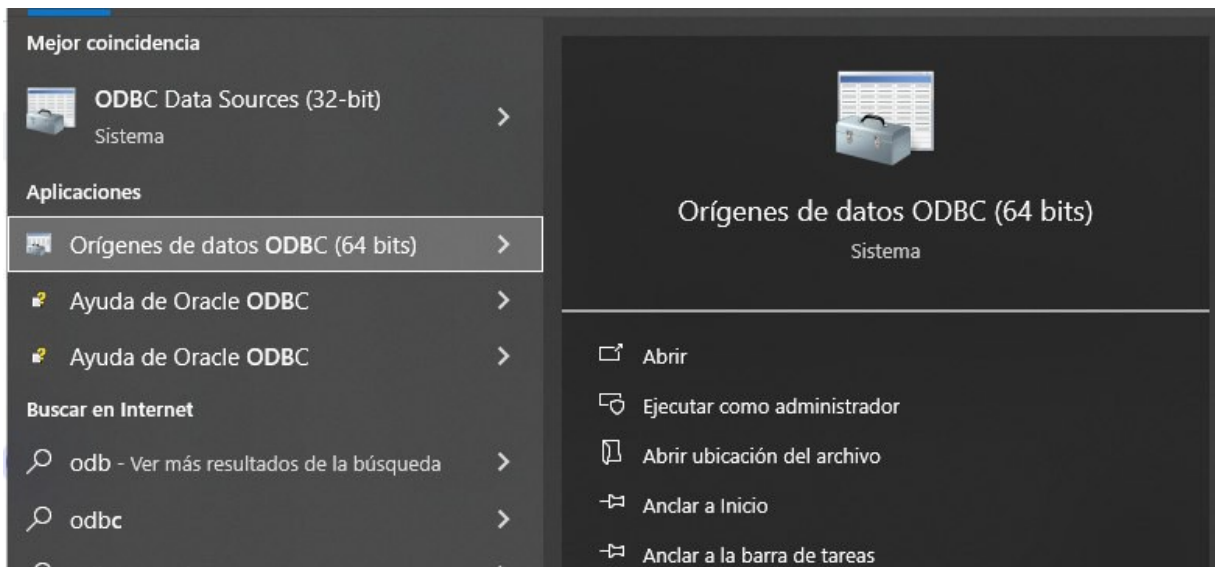 Mejor coincidencia
ODBC Data Sources (32-bit)
Sistema
Aplicaciones
Orígenes de datos ODBC (64 bits)
Ayuda de Oracle ODBC
Ayuda de Oracle ODBC
Buscar en Internet
odb - Ver más resultados de la búsqueda
odbc
Orígenes de datos ODBC (64 bits)
Sistema
Abrir
Ejecutar como administrador
Abrir ubicación del archivo
Anclar a Inicio
Anclar a la barra de tareas